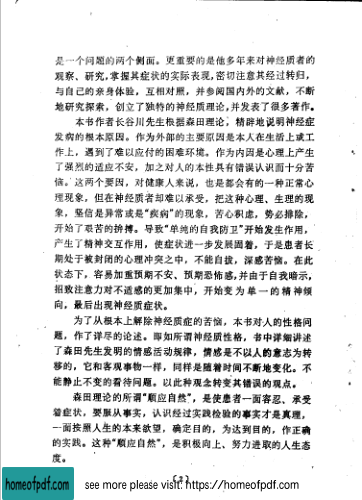 是一个问题的两个侧面。更重要的是他多年来对神经质者的
观察、研究,掌握其症状的实际表现,密切注意其经过转归,
与自己的亲身体验,互相对照,并参阅国内外的文献,不断
地研究探索,创立了独特的神经质理论,并发表了很多著作。
本书作者长谷川先生根据森田理论,精辟地说明神经症
发病的根本原因。作为外部的主要原因是本人在生活上或工
作上,遇到了难以应付的困难环境。作为内因是心理上产生
了强烈的适应不安,加之对人的本性具有错误认识而十分苦
恼。这两个要因,对健康人来说,也是都会有的一种正常心
理现象,但在神经质者却难以承受,把这种心理、生理的现
象,坚信是异常或是“疾病”的现象,苦心积虑,势必排除,
开始了艰苦的拚搏。导致“单纯的自我防卫”开始发生作用,
产生了精神交互作用,使症状进一步发展固着,于是患者长
期处于被封闭的心理冲突之中,不能自拔,深感苦恼。在此
状态下,容易加重预期不安、预期恐怖感,并由于自我暗示,
招致注意力对不适感的更加集中,开始变为单一的精神倾
向,最后出现神经质症状。
为了从根本上解除神经质症的苦恼,本书对人的性格问
题,作了详尽的论述。即如所谓神经质性格,书中详细讲述
了森田先生发明的情感活动规律,情感是不以人的意志为转
移的,它和客观事物一样,同样是随着时间不断地变化。不
能静止不变的看待问题。以此种观念转变其错误的观点。
森田理论的所谓“顺应自然”,是使患者一面容忍、承受
着症状,要服从事实,认识经过实践检验的事实才是真理,
一面按照人生的本来欲望,确定目的,为达到目的,作正确
的实践。这种“顺应自然”,是积极向上、努力进取的人生态
度。
homeofpdf.com
see more please visit: https://homeofpdf.com